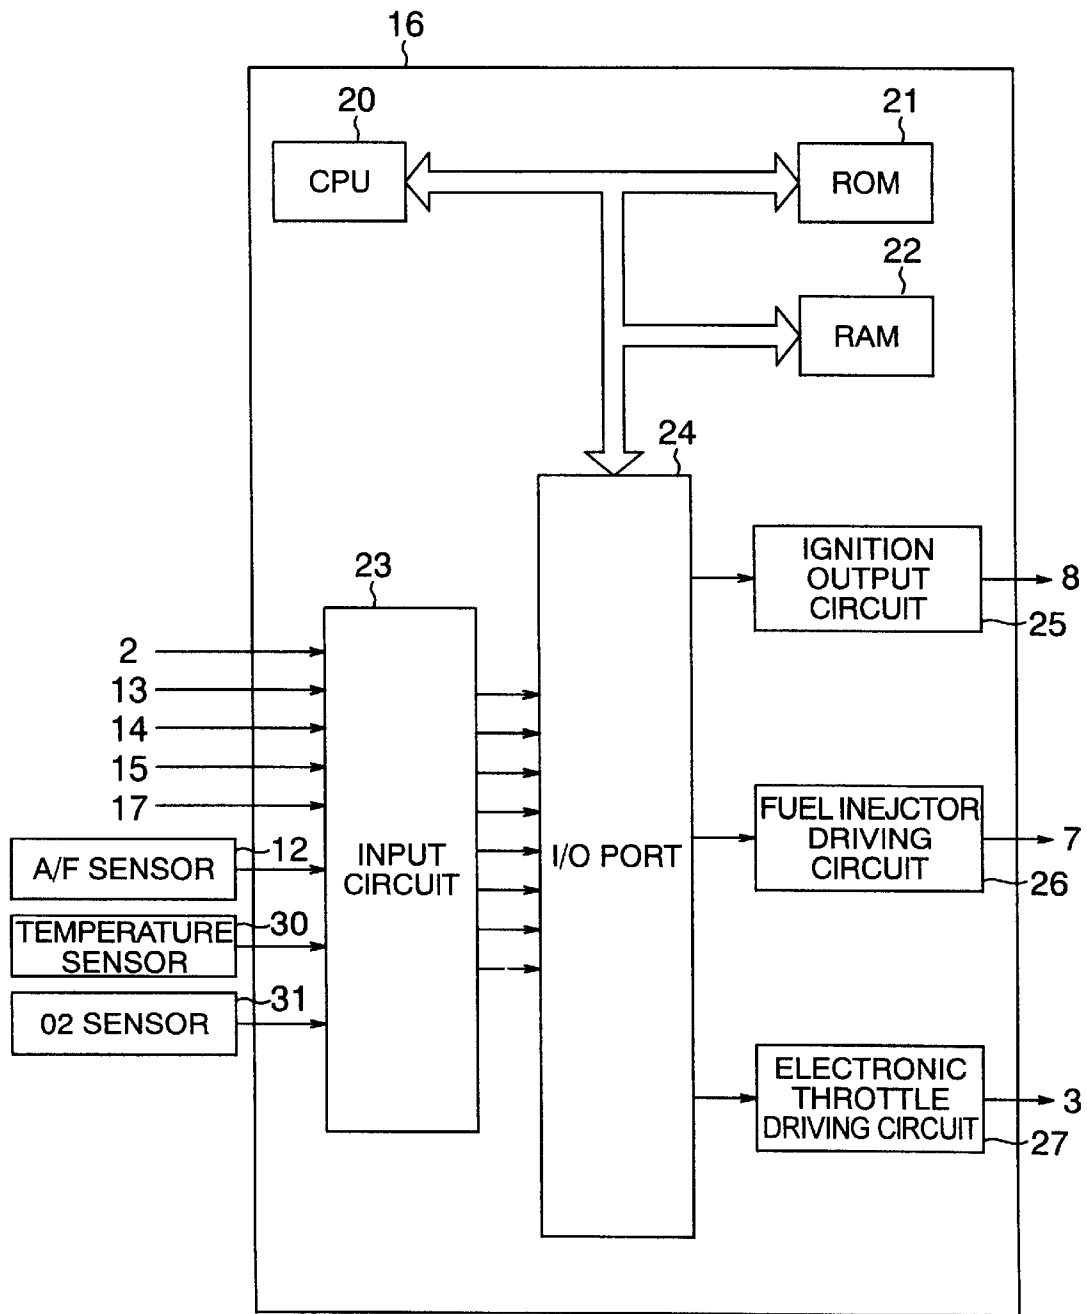 16
20
21
CPU
ROM
22
RAM
24
IGNITION
OUTPUT
CIRCUIT
8
25
23
2
13
14
15
17
INPUT
CIRCUIT
I/O PORT
FUEL INEJCTOR
DRIVING
CIRCUIT
7
26
12
A/F SENSOR
30
TEMPERATURE
SENSOR
31
02 SENSOR
ELECTRONIC
THROTTLE
DRIVING CIRCUIT
3
27